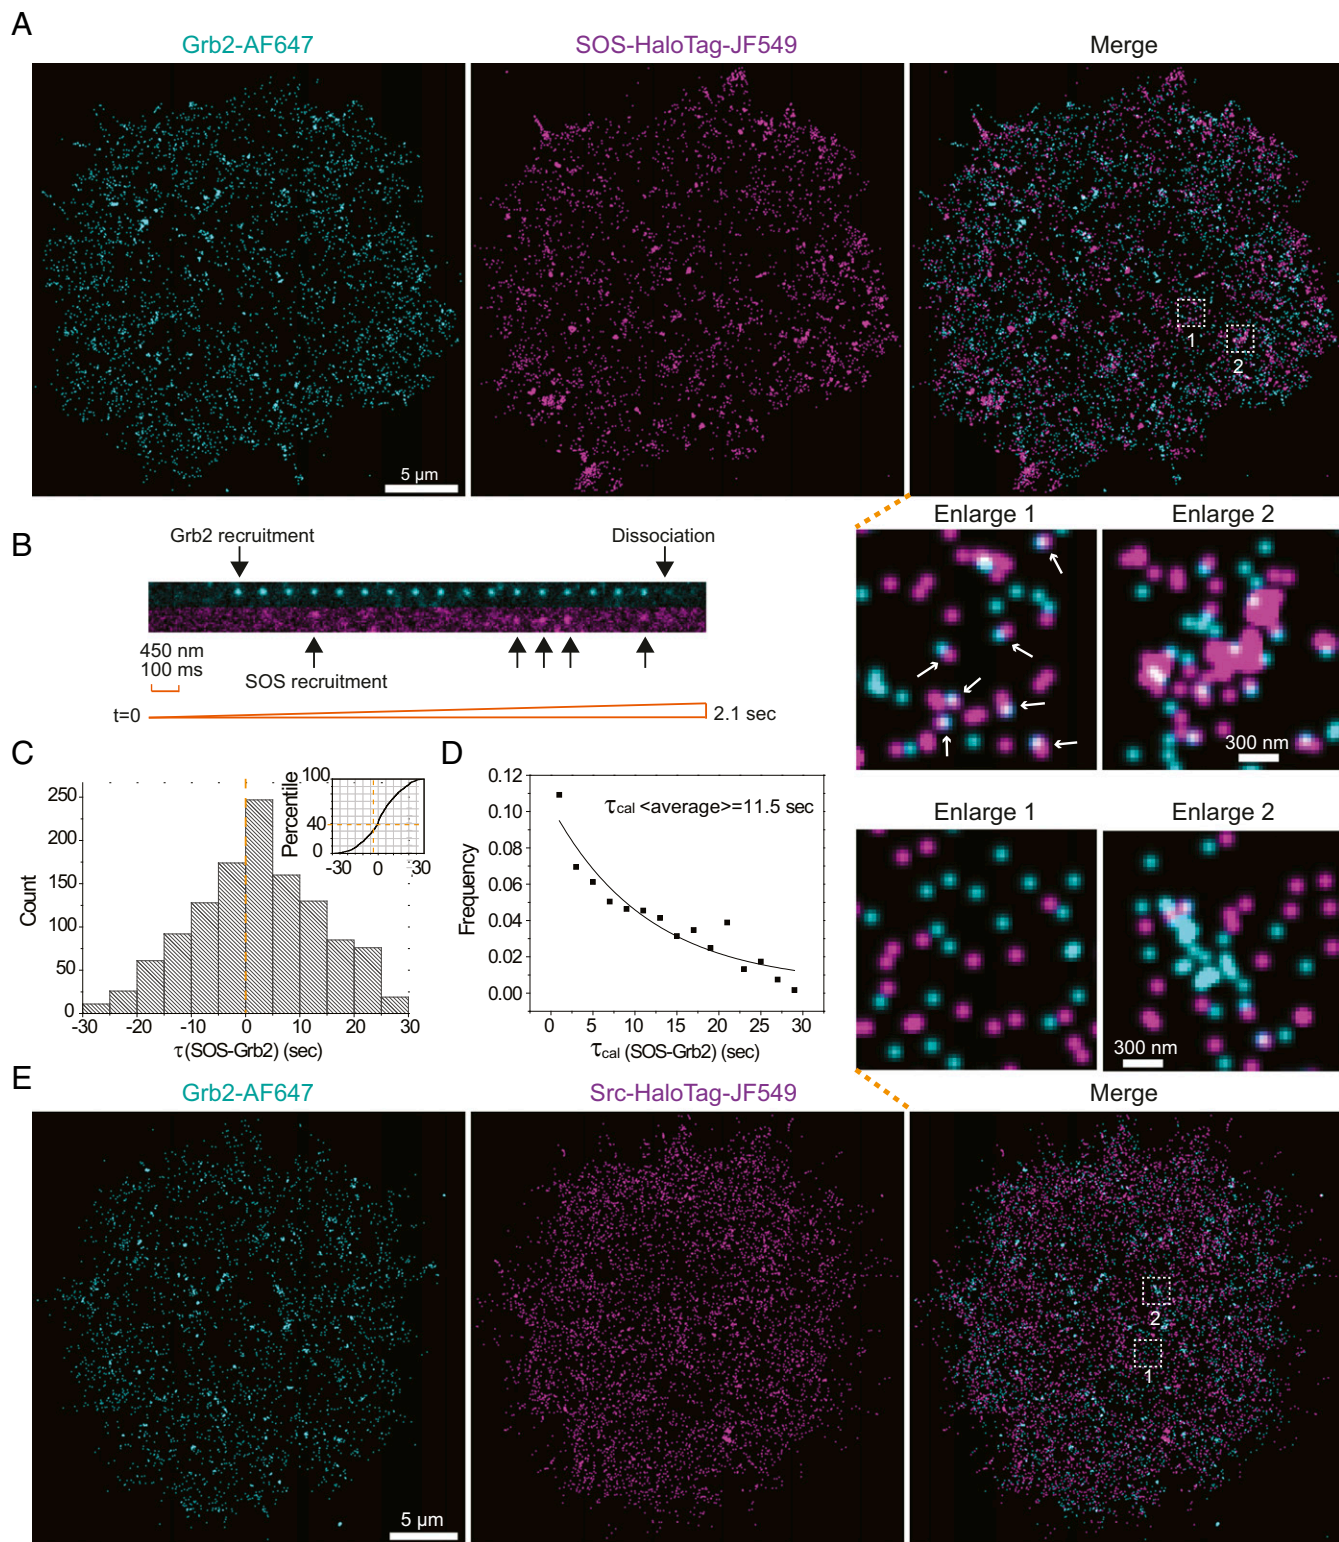 A
Grb2-AF647
SOS-HaloTag-JF549
Merge
1
2
5 µm
Enlarge 1
Enlarge 2
300 nm
B
Grb2 recruitment
Dissociation
450 nm
100 ms
SOS recruitment
t=0
2.1 sec
C
250
200
150
100
50
0
Count
-30
-20
-10
0
10
20
30
τ(SOS-Grb2) (sec)
Percentile
100
40
0
-30
0
30
D
0.12
0.10
0.08
0.06
0.04
0.02
0.00
Frequency
τcal <average>=11.5 sec
0
5
10
15
20
25
30
τcal (SOS-Grb2) (sec)
Enlarge 1
Enlarge 2
300 nm
E
Grb2-AF647
Src-HaloTag-JF549
Merge
2
1
5 µm